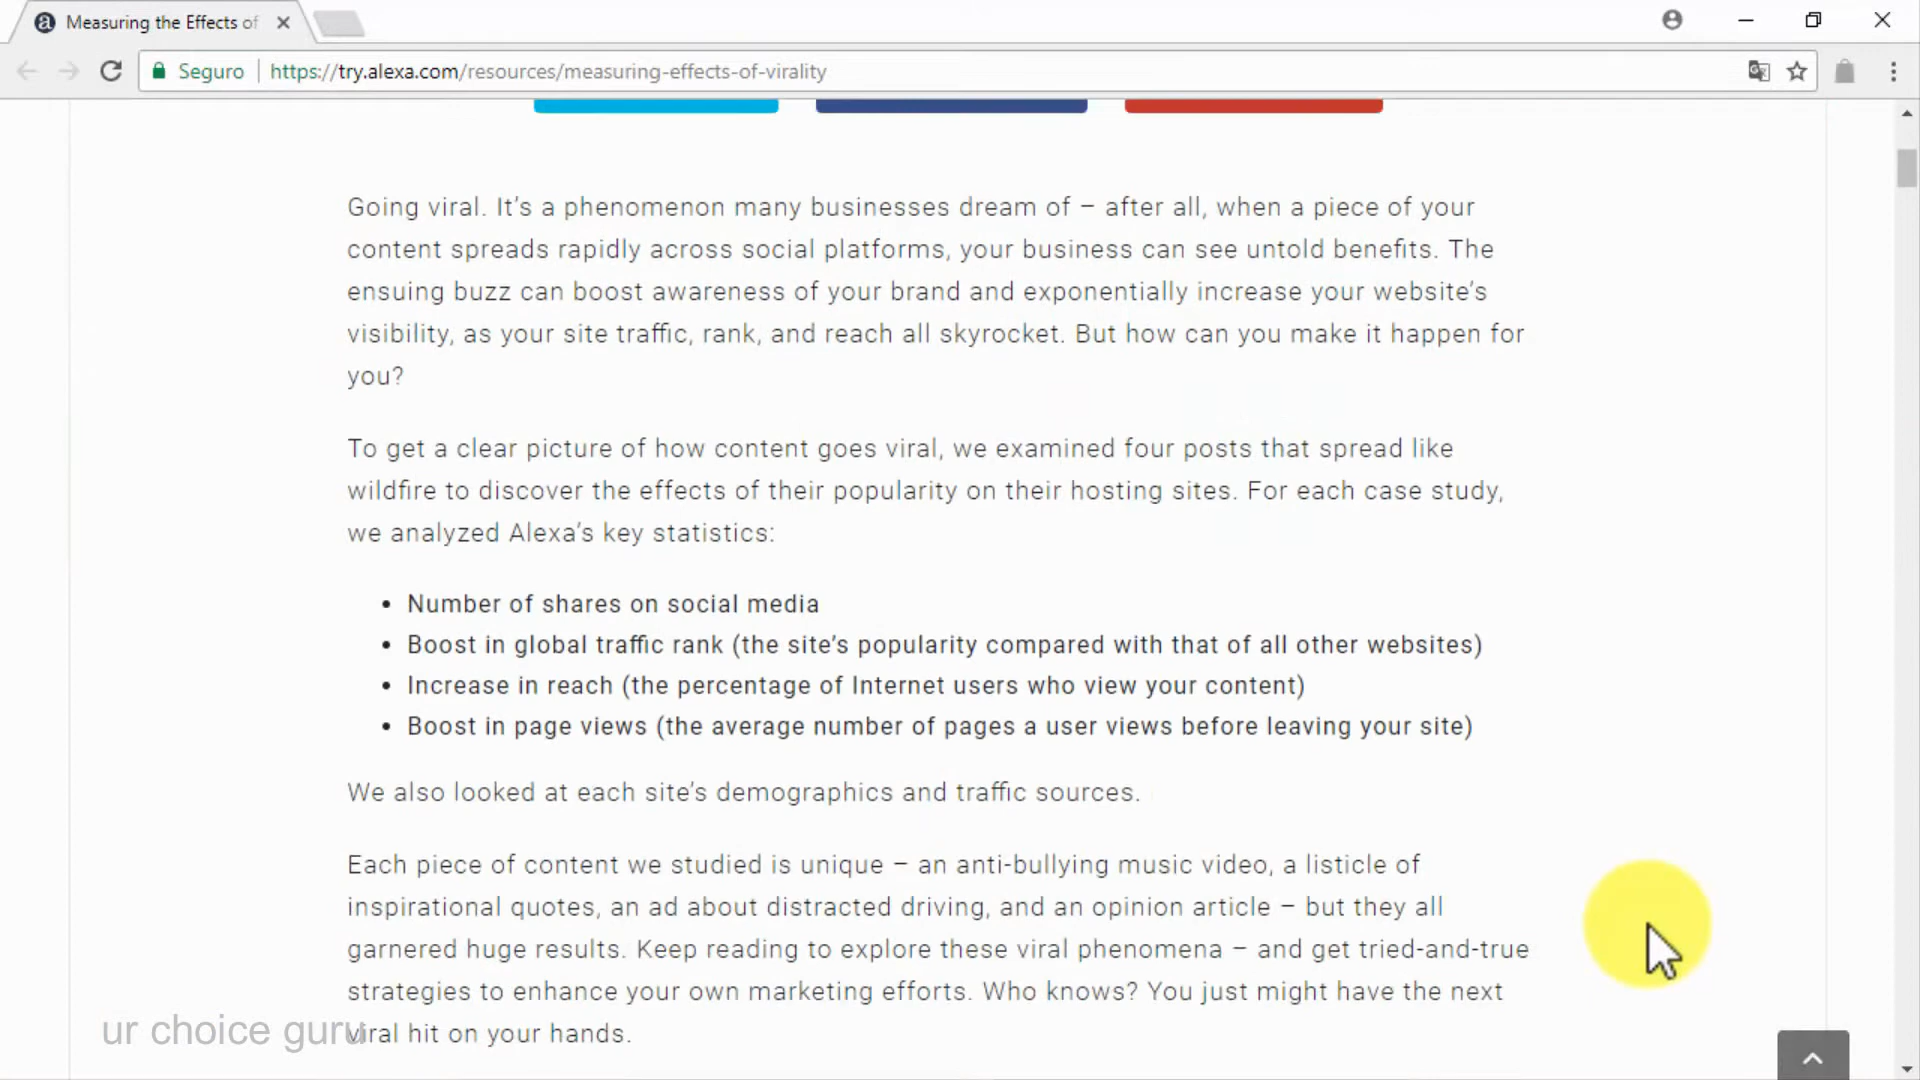 Measuring the Effects of
Seguro https://try.alexa.com/resources/measuring-effects-of-virality
Going viral. It’s a phenomenon many businesses dream of – after all, when a piece of your
content spreads rapidly across social platforms, your business can see untold benefits. The
ensuing buzz can boost awareness of your brand and exponentially increase your website’s
visibility, as your site traffic, rank, and reach all skyrocket. But how can you make it happen for
you?
To get a clear picture of how content goes viral, we examined four posts that spread like
wildfire to discover the effects of their popularity on their hosting sites. For each case study,
we analyzed Alexa’s key statistics:
• Number of shares on social media
• Boost in global traffic rank (the site’s popularity compared with that of all other websites)
• Increase in reach (the percentage of Internet users who view your content)
• Boost in page views (the average number of pages a user views before leaving your site)
We also looked at each site’s demographics and traffic sources.
Each piece of content we studied is unique – an anti-bullying music video, a listicle of
inspirational quotes, an ad about distracted driving, and an opinion article – but they all
garnered huge results. Keep reading to explore these viral phenomena – and get tried-and-true
strategies to enhance your own marketing efforts. Who knows? You just might have the next
viral hit on your hands.
ur choice guru